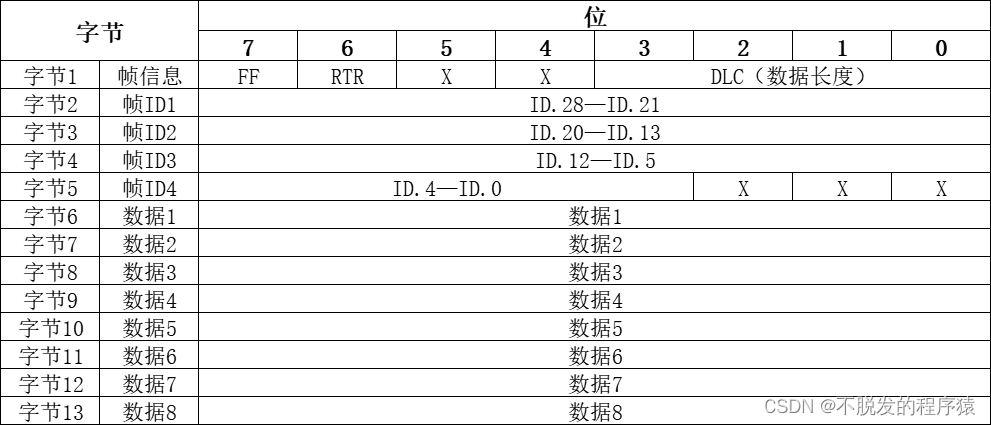 字节 位
7 6 5 4 3 2 1 0
字节1 帧信息 FF RTR X X DLC（数据长度）
字节2 帧ID1 ID.28—ID.21
字节3 帧ID2 ID.20—ID.13
字节4 帧ID3 ID.12—ID.5
字节5 帧ID4 ID.4—ID.0 X X X
字节6 数据1 数据1
字节7 数据2 数据2
字节8 数据3 数据3
字节9 数据4 数据4
字节10 数据5 数据5
字节11 数据6 数据6
字节12 数据7 数据7
字节13 数据8 数据8
CSDN @不脱发的程序猿